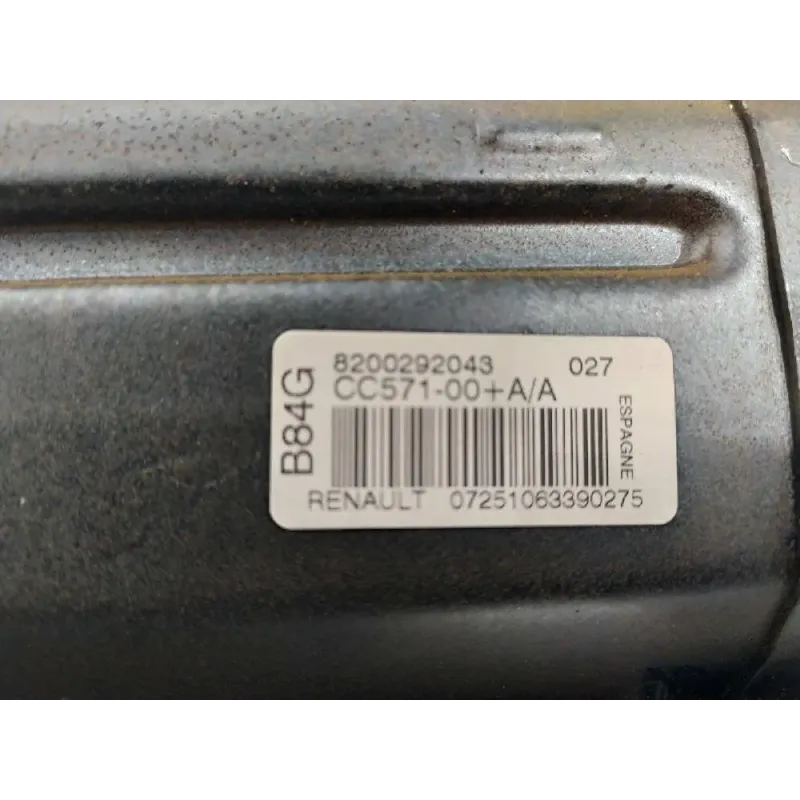 B84G
8200292043 027
CC571-00+A/A
ESPAGNE
RENAULT 07251063390275